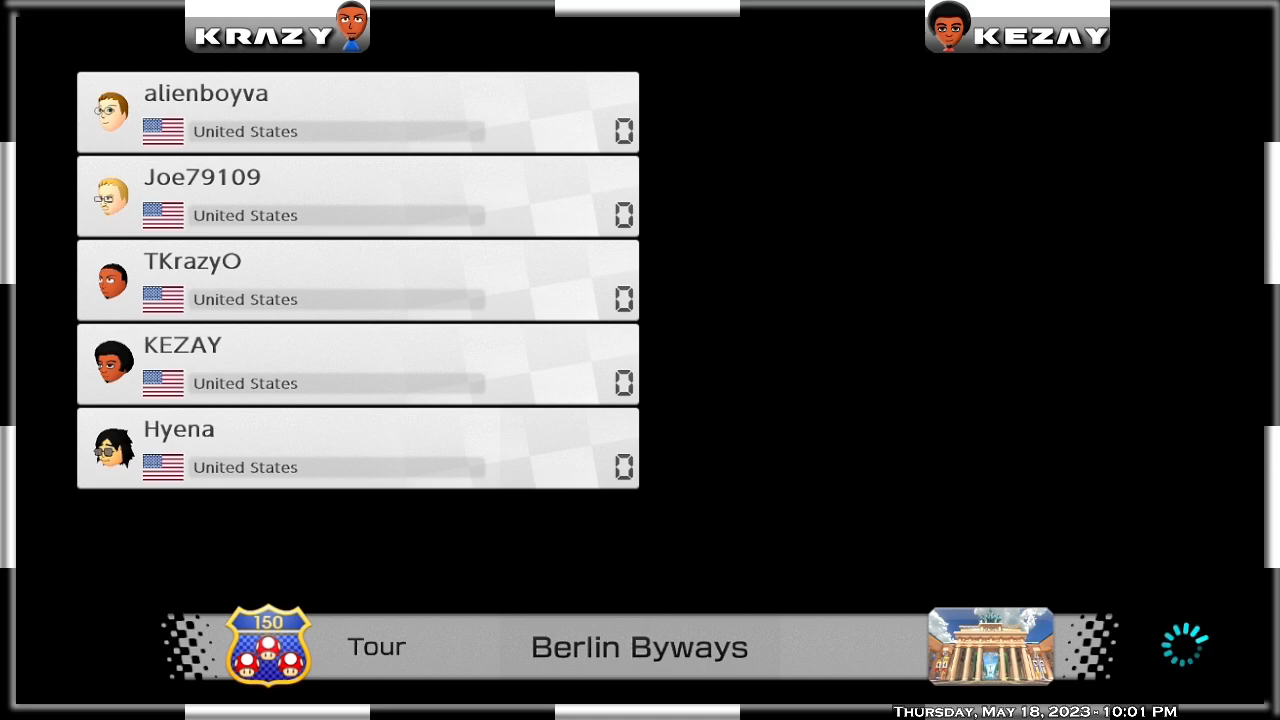 KRAZY
KEZAY
alienboyva
United States
0
Joe79109
United States
0
TKrazyO
United States
0
KEZAY
United States
0
Hyena
United States
0
150
Tour
Berlin Byways
Thursday, May 18, 2023 - 10:01 PM